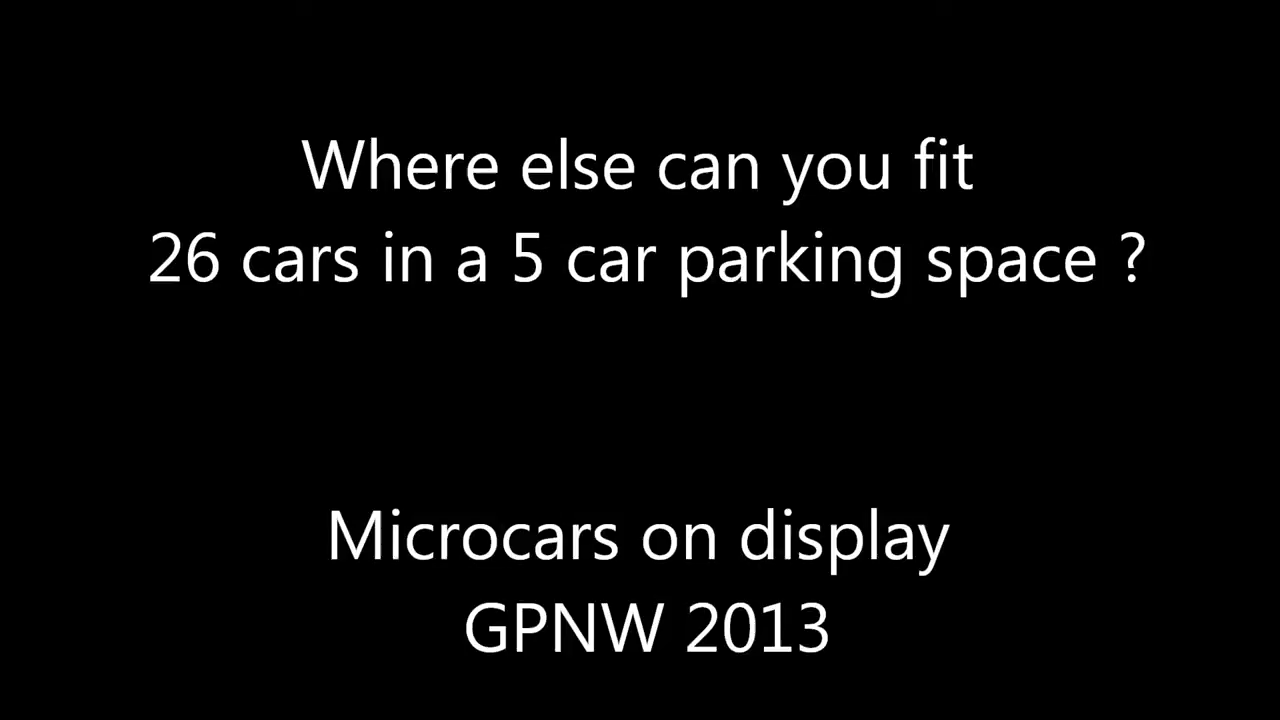 Where else can you fit
26 cars in a 5 car parking space ?
Microcars on display
GPNW 2013